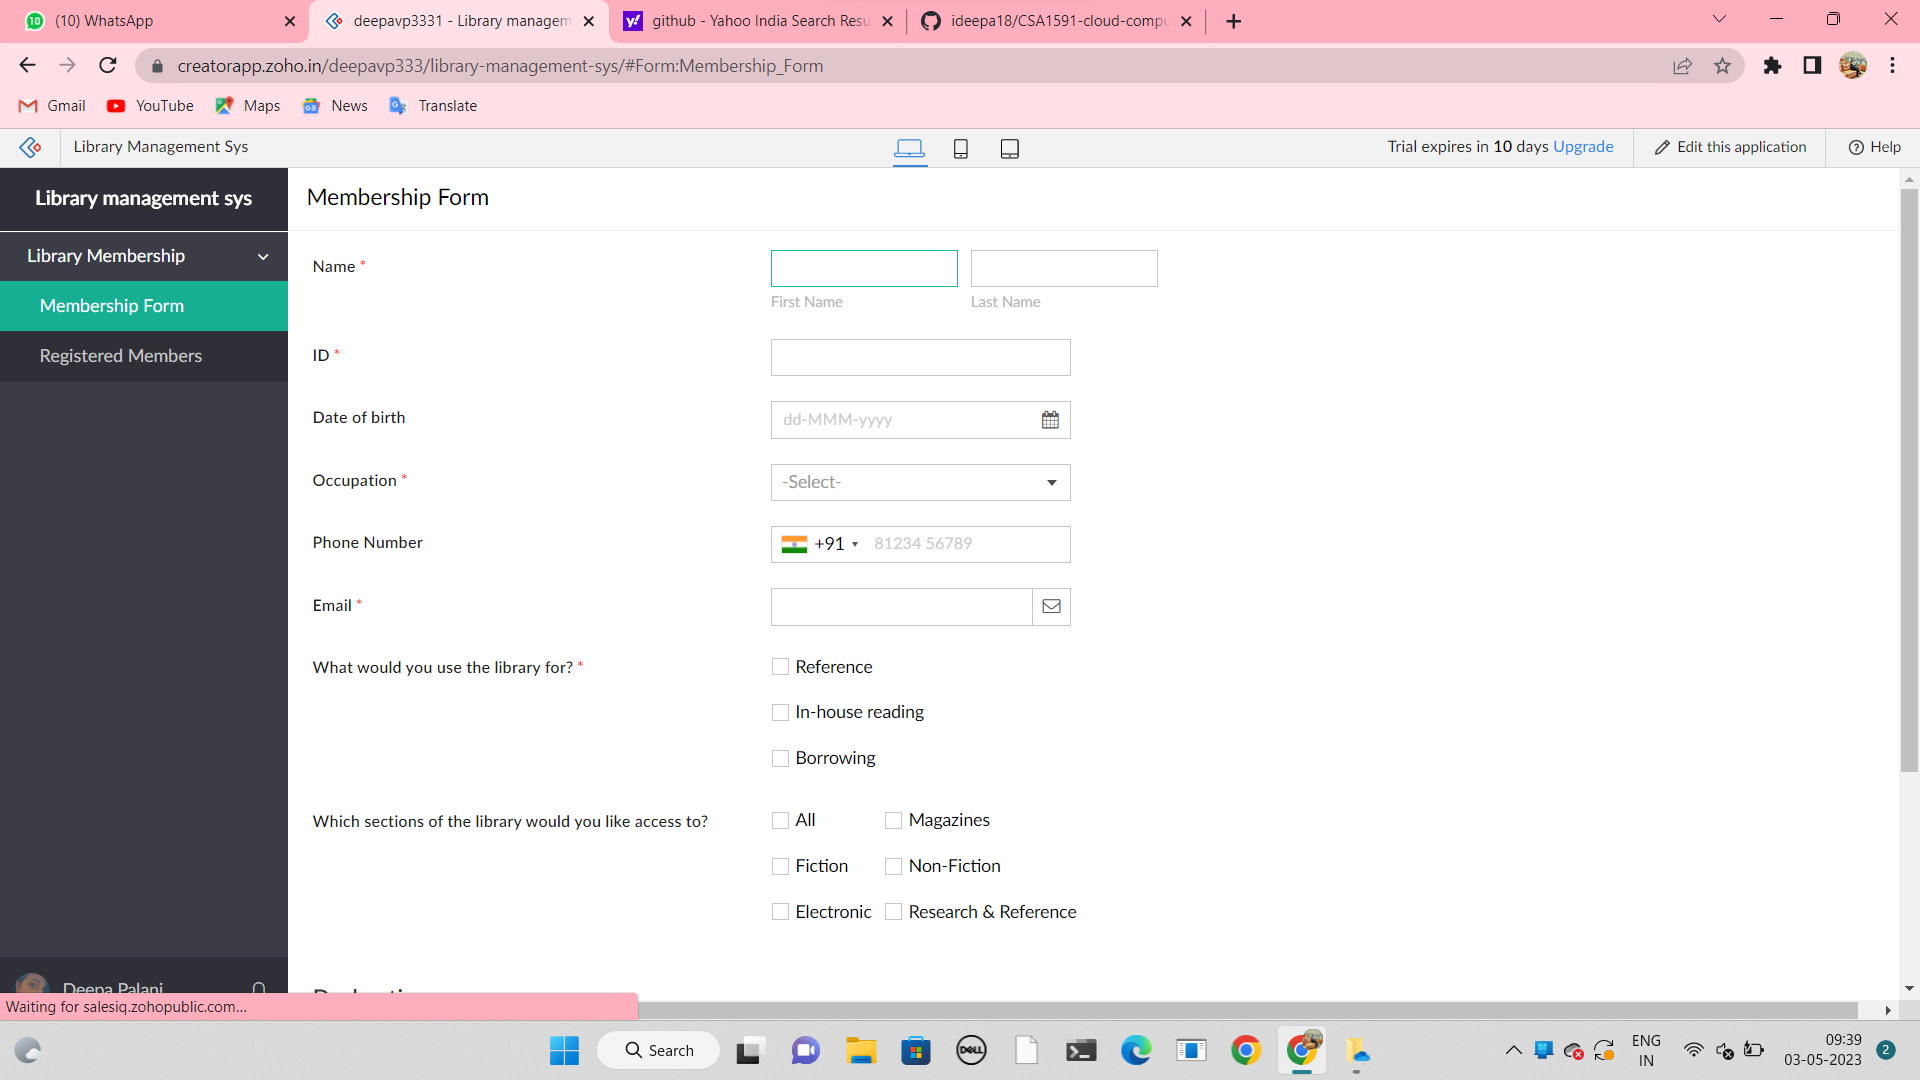 (10) WhatsApp
deepavp3331 - Library managem
github - Yahoo India Search Resu
ideepa18/CSA1591-cloud-compu
creatorapp.zoho.in/deepavp333/library-management-sys/#Form:Membership_Form
Gmail
YouTube
Maps
News
Translate
Library Management Sys
Trial expires in 10 days Upgrade
Edit this application
Help
Library management sys
Library Membership
Membership Form
Registered Members
Membership Form
Name *
First Name
Last Name
ID *
Date of birth
dd-MMM-yyyy
Occupation *
-Select-
Phone Number
+91
81234 56789
Email *
What would you use the library for? *
Reference
In-house reading
Borrowing
Which sections of the library would you like access to?
All
Magazines
Fiction
Non-Fiction
Electronic
Research & Reference
Deepa Palani
Waiting for salesiq.zohopublic.com...
Search
DELL
ENG
IN
09:39
03-05-2023
2